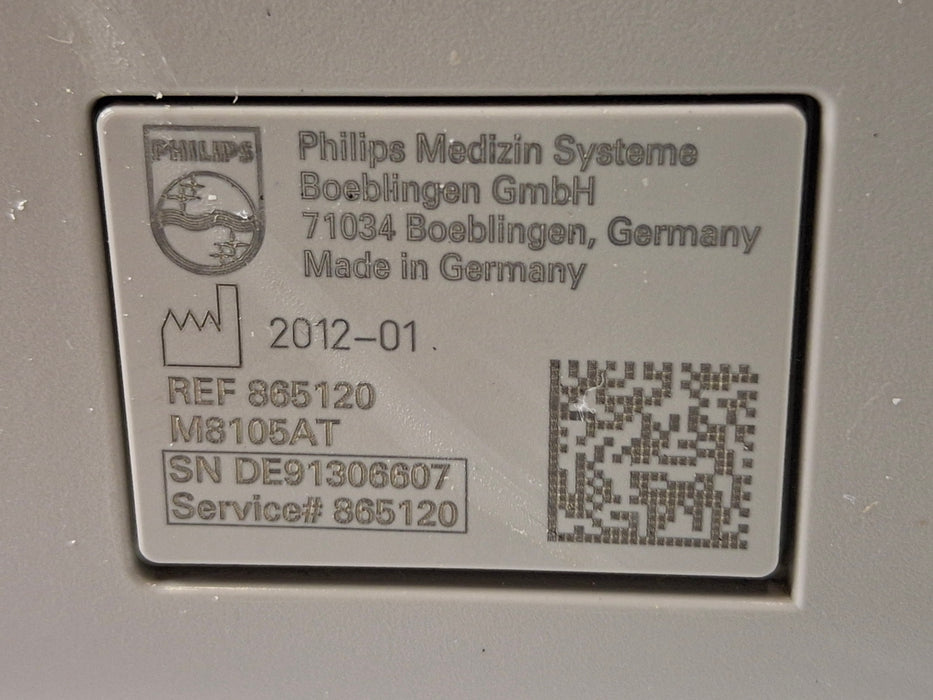 PHILIPS
Philips Medizin Systeme
Boeblingen GmbH
71034 Boeblingen, Germany
Made in Germany
2012-01
REF 865120
M8105AT
SN DE91306607
Service# 865120